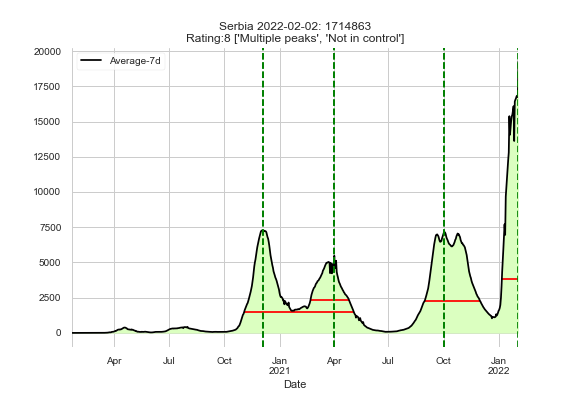 Serbia 2022-02-02: 1714863
Rating:8 ['Multiple peaks', 'Not in control']
Average-7d
20000
17500
15000
12500
10000
7500
5000
2500
0
Apr Jul Oct Jan Apr Jul Oct Jan
2021 2022
Date